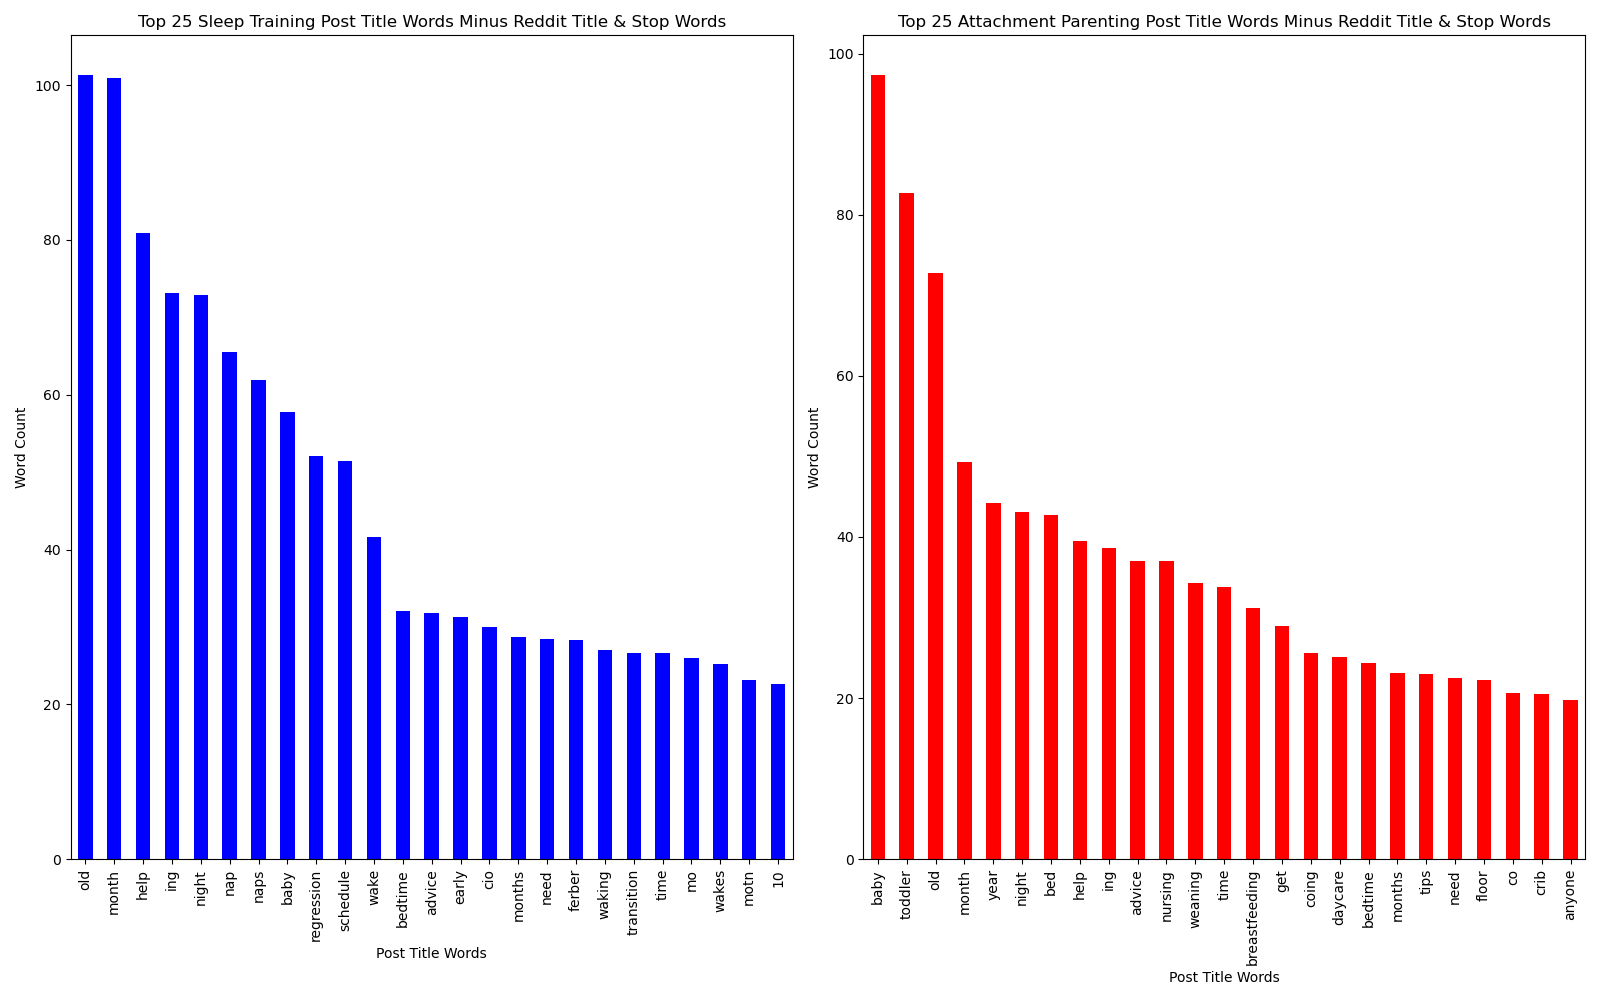 Top 25 Sleep Training Post Title Words Minus Reddit Title & Stop Words
Word Count
100
80
60
40
20
0
old
month
help
ing
night
nap
naps
baby
regression
schedule
wake
bedtime
advice
early
cio
months
need
ferber
waking
transition
time
mo
wakes
motn
10
Post Title Words
Top 25 Attachment Parenting Post Title Words Minus Reddit Title & Stop Words
Word Count
100
80
60
40
20
0
baby
toddler
old
month
year
night
bed
help
ing
advice
nursing
weaning
time
breastfeeding
get
coing
daycare
bedtime
months
tips
need
floor
co
crib
anyone
Post Title Words